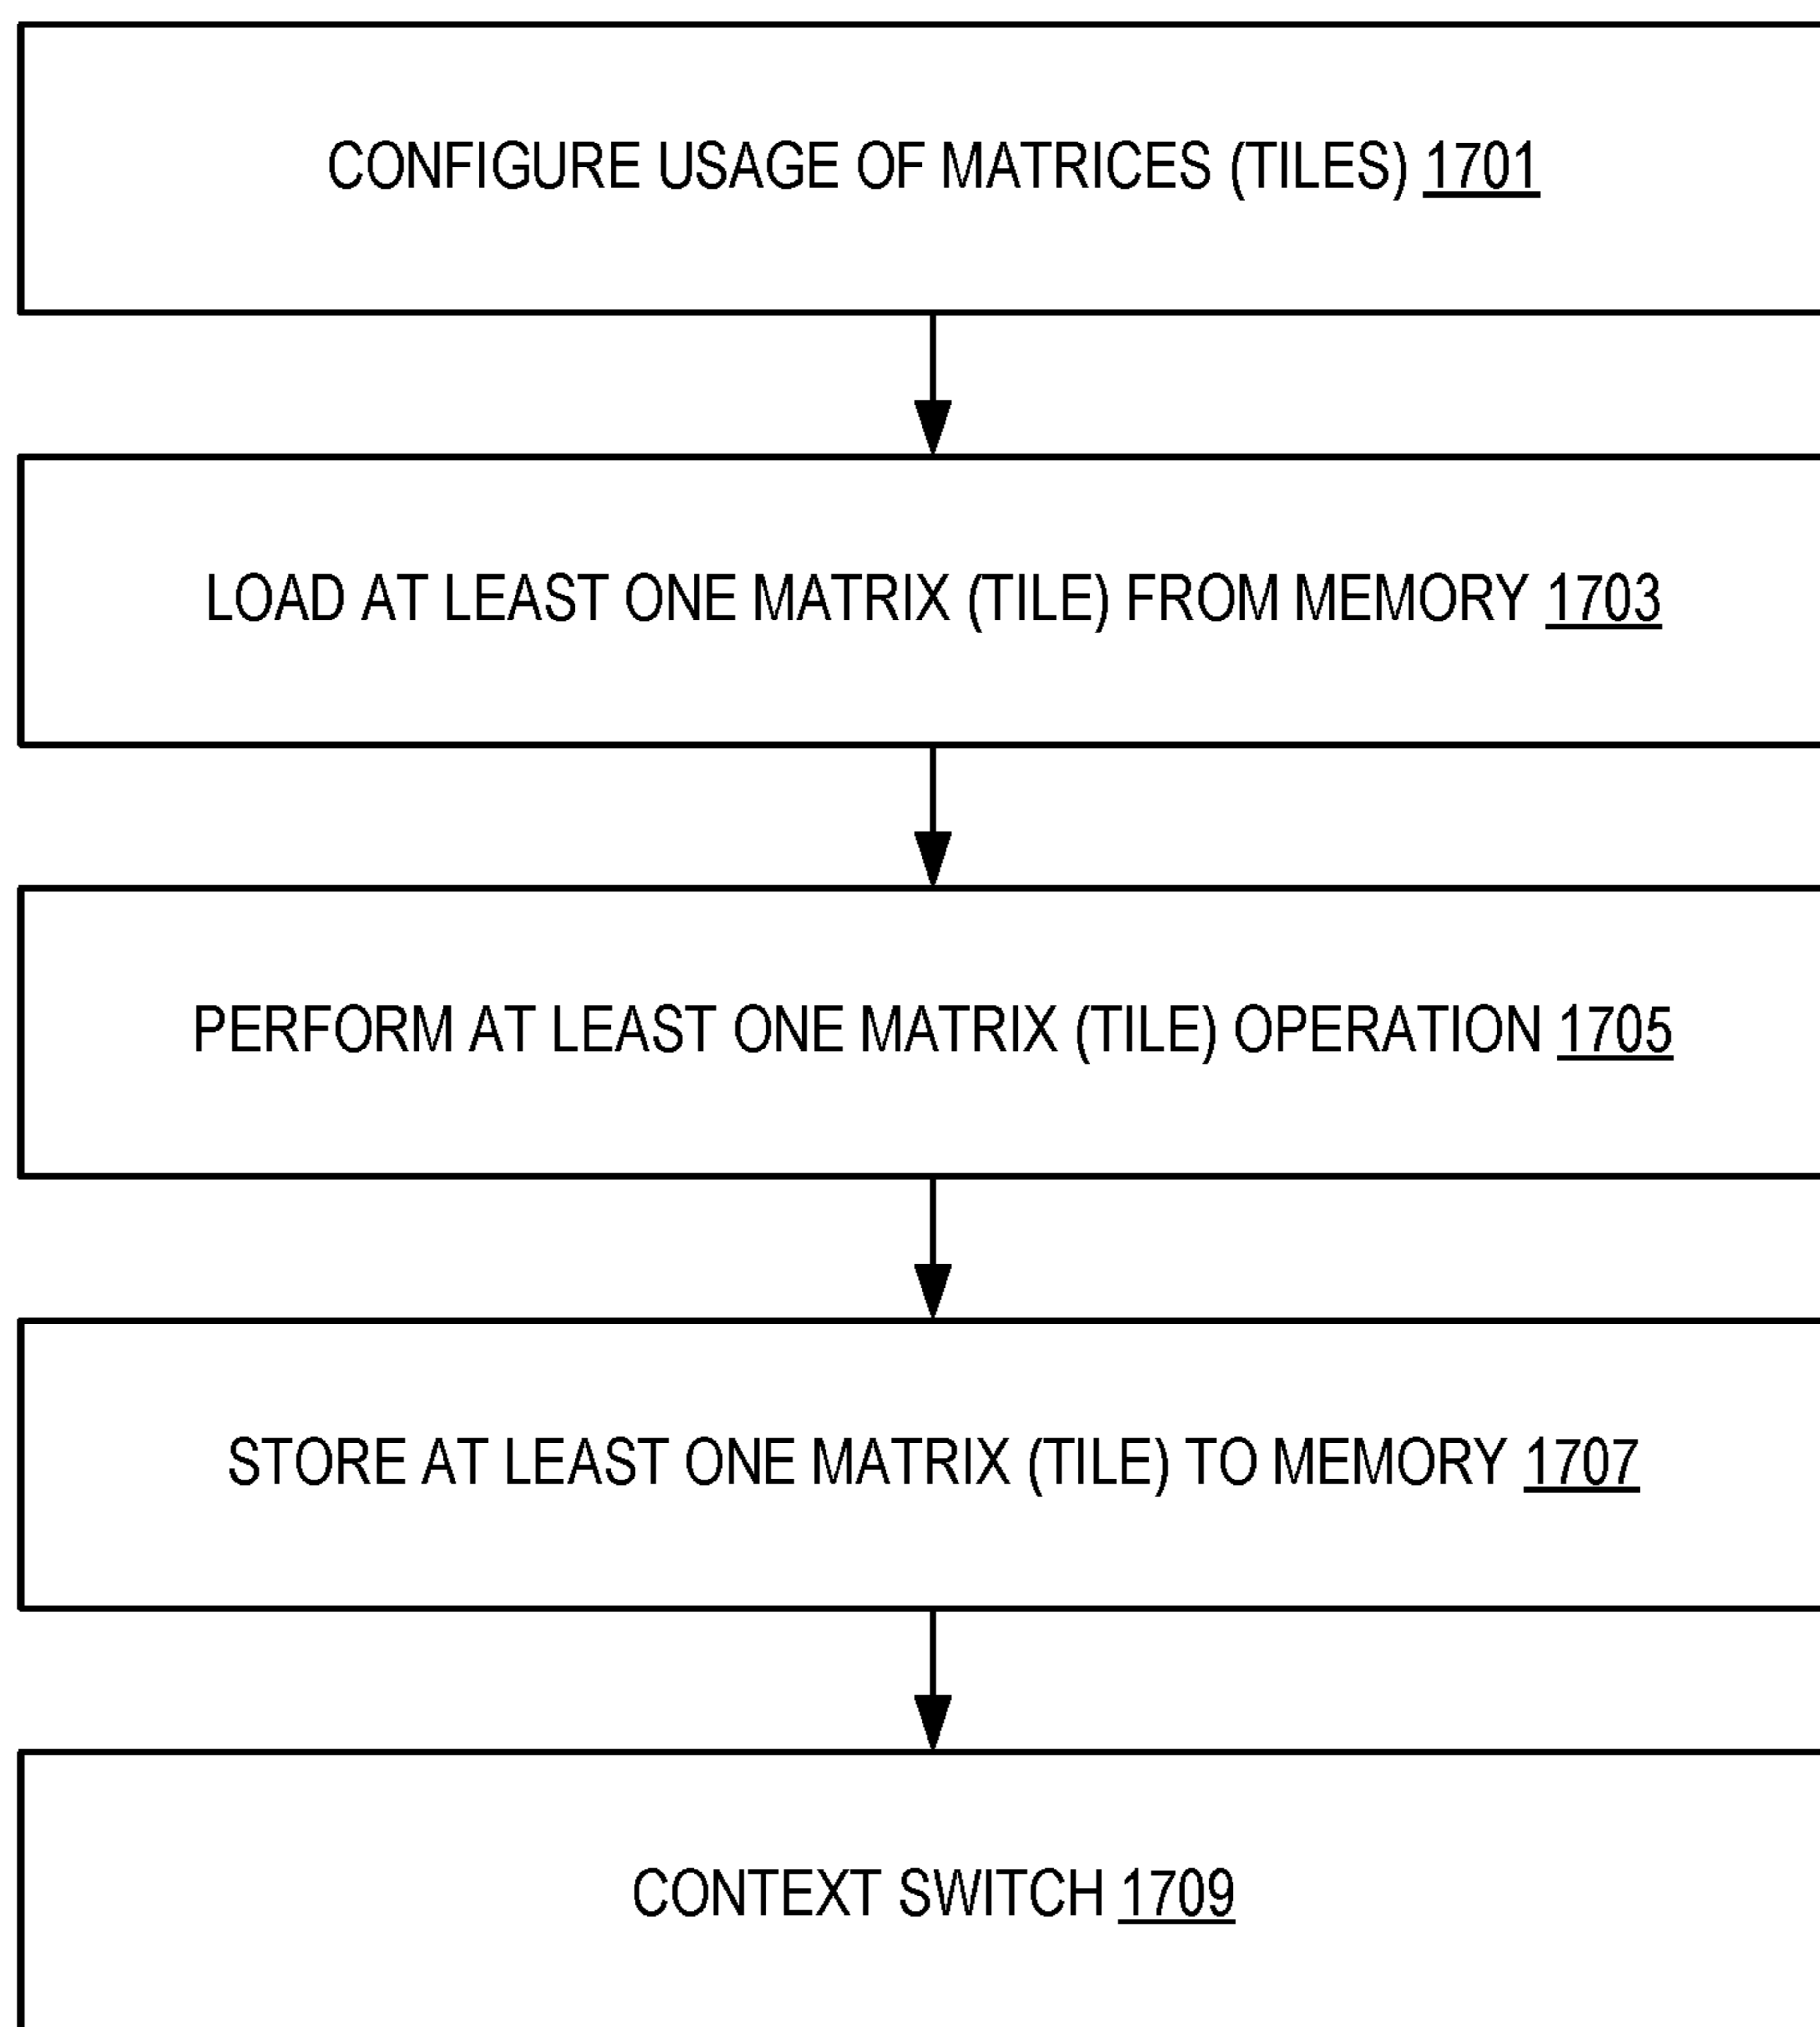 CONFIGURE USAGE OF MATRICES (TILES) 1701
LOAD AT LEAST ONE MATRIX (TILE) FROM MEMORY 1703
PERFORM AT LEAST ONE MATRIX (TILE) OPERATION 1705
STORE AT LEAST ONE MATRIX (TILE) TO MEMORY 1707
CONTEXT SWITCH 1709